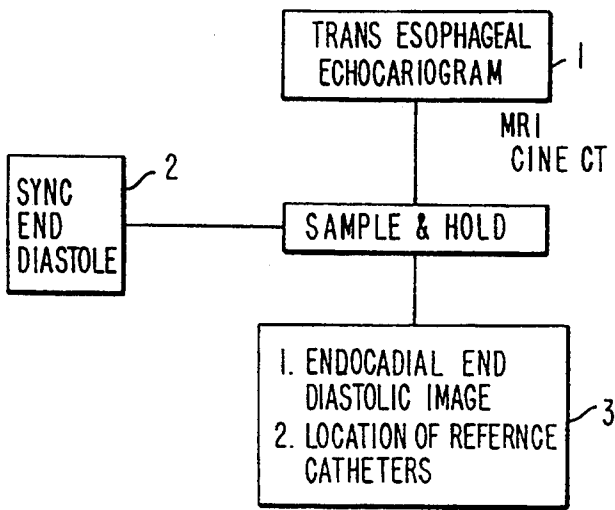 TRANS ESOPHAGEAL
ECHOCARIOGRAM
1
MRI
CINE CT
2
SYNC
END
DIASTOLE
SAMPLE & HOLD
1. ENDOCADIAL END
DIASTOLIC IMAGE
2. LOCATION OF REFERNCE
CATHETERS
3